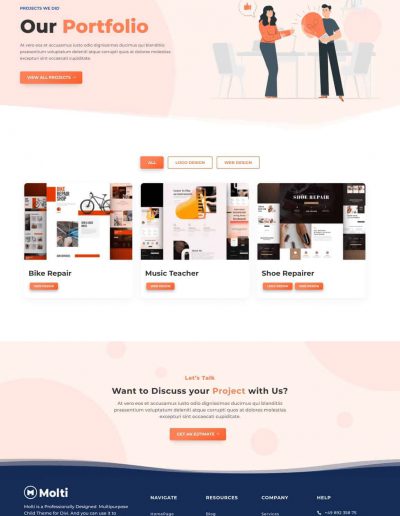 PROJECTS WE DID
Our Portfolio
At vero eos et accusamus iusto odio dignissimos ducimus qui blanditiis
praesentium voluptatum deleniti atque corrupti quos at dolores molestias
excepturi sint occaecati cupiditate.
VIEW ALL PROJECTS
ALL
LOGO DESIGN
WEB DESIGN
BIKE
REPAIR
SHOP
SHOE REPAIR
Bike Repair
Music Teacher
Shoe Repairer
WEB DESIGN
WEB DESIGN
LOGO DESIGN
WEB DESIGN
Let's Talk
Want to Discuss your Project with Us?
At vero eos et accusamus iusto odio dignissimos ducimus qui blanditiis
praesentium voluptatum deleniti atque corrupti quos at dolores molestias
excepturi sint occaecati cupiditate.
GET AN ESTIMATE
Molti
Molti is a Professionally Designed Multipurpose
Child Theme for Divi. And you can use it to
NAVIGATE
HomePage
RESOURCES
Blog
COMPANY
Services
HELP
+49 892 358 75